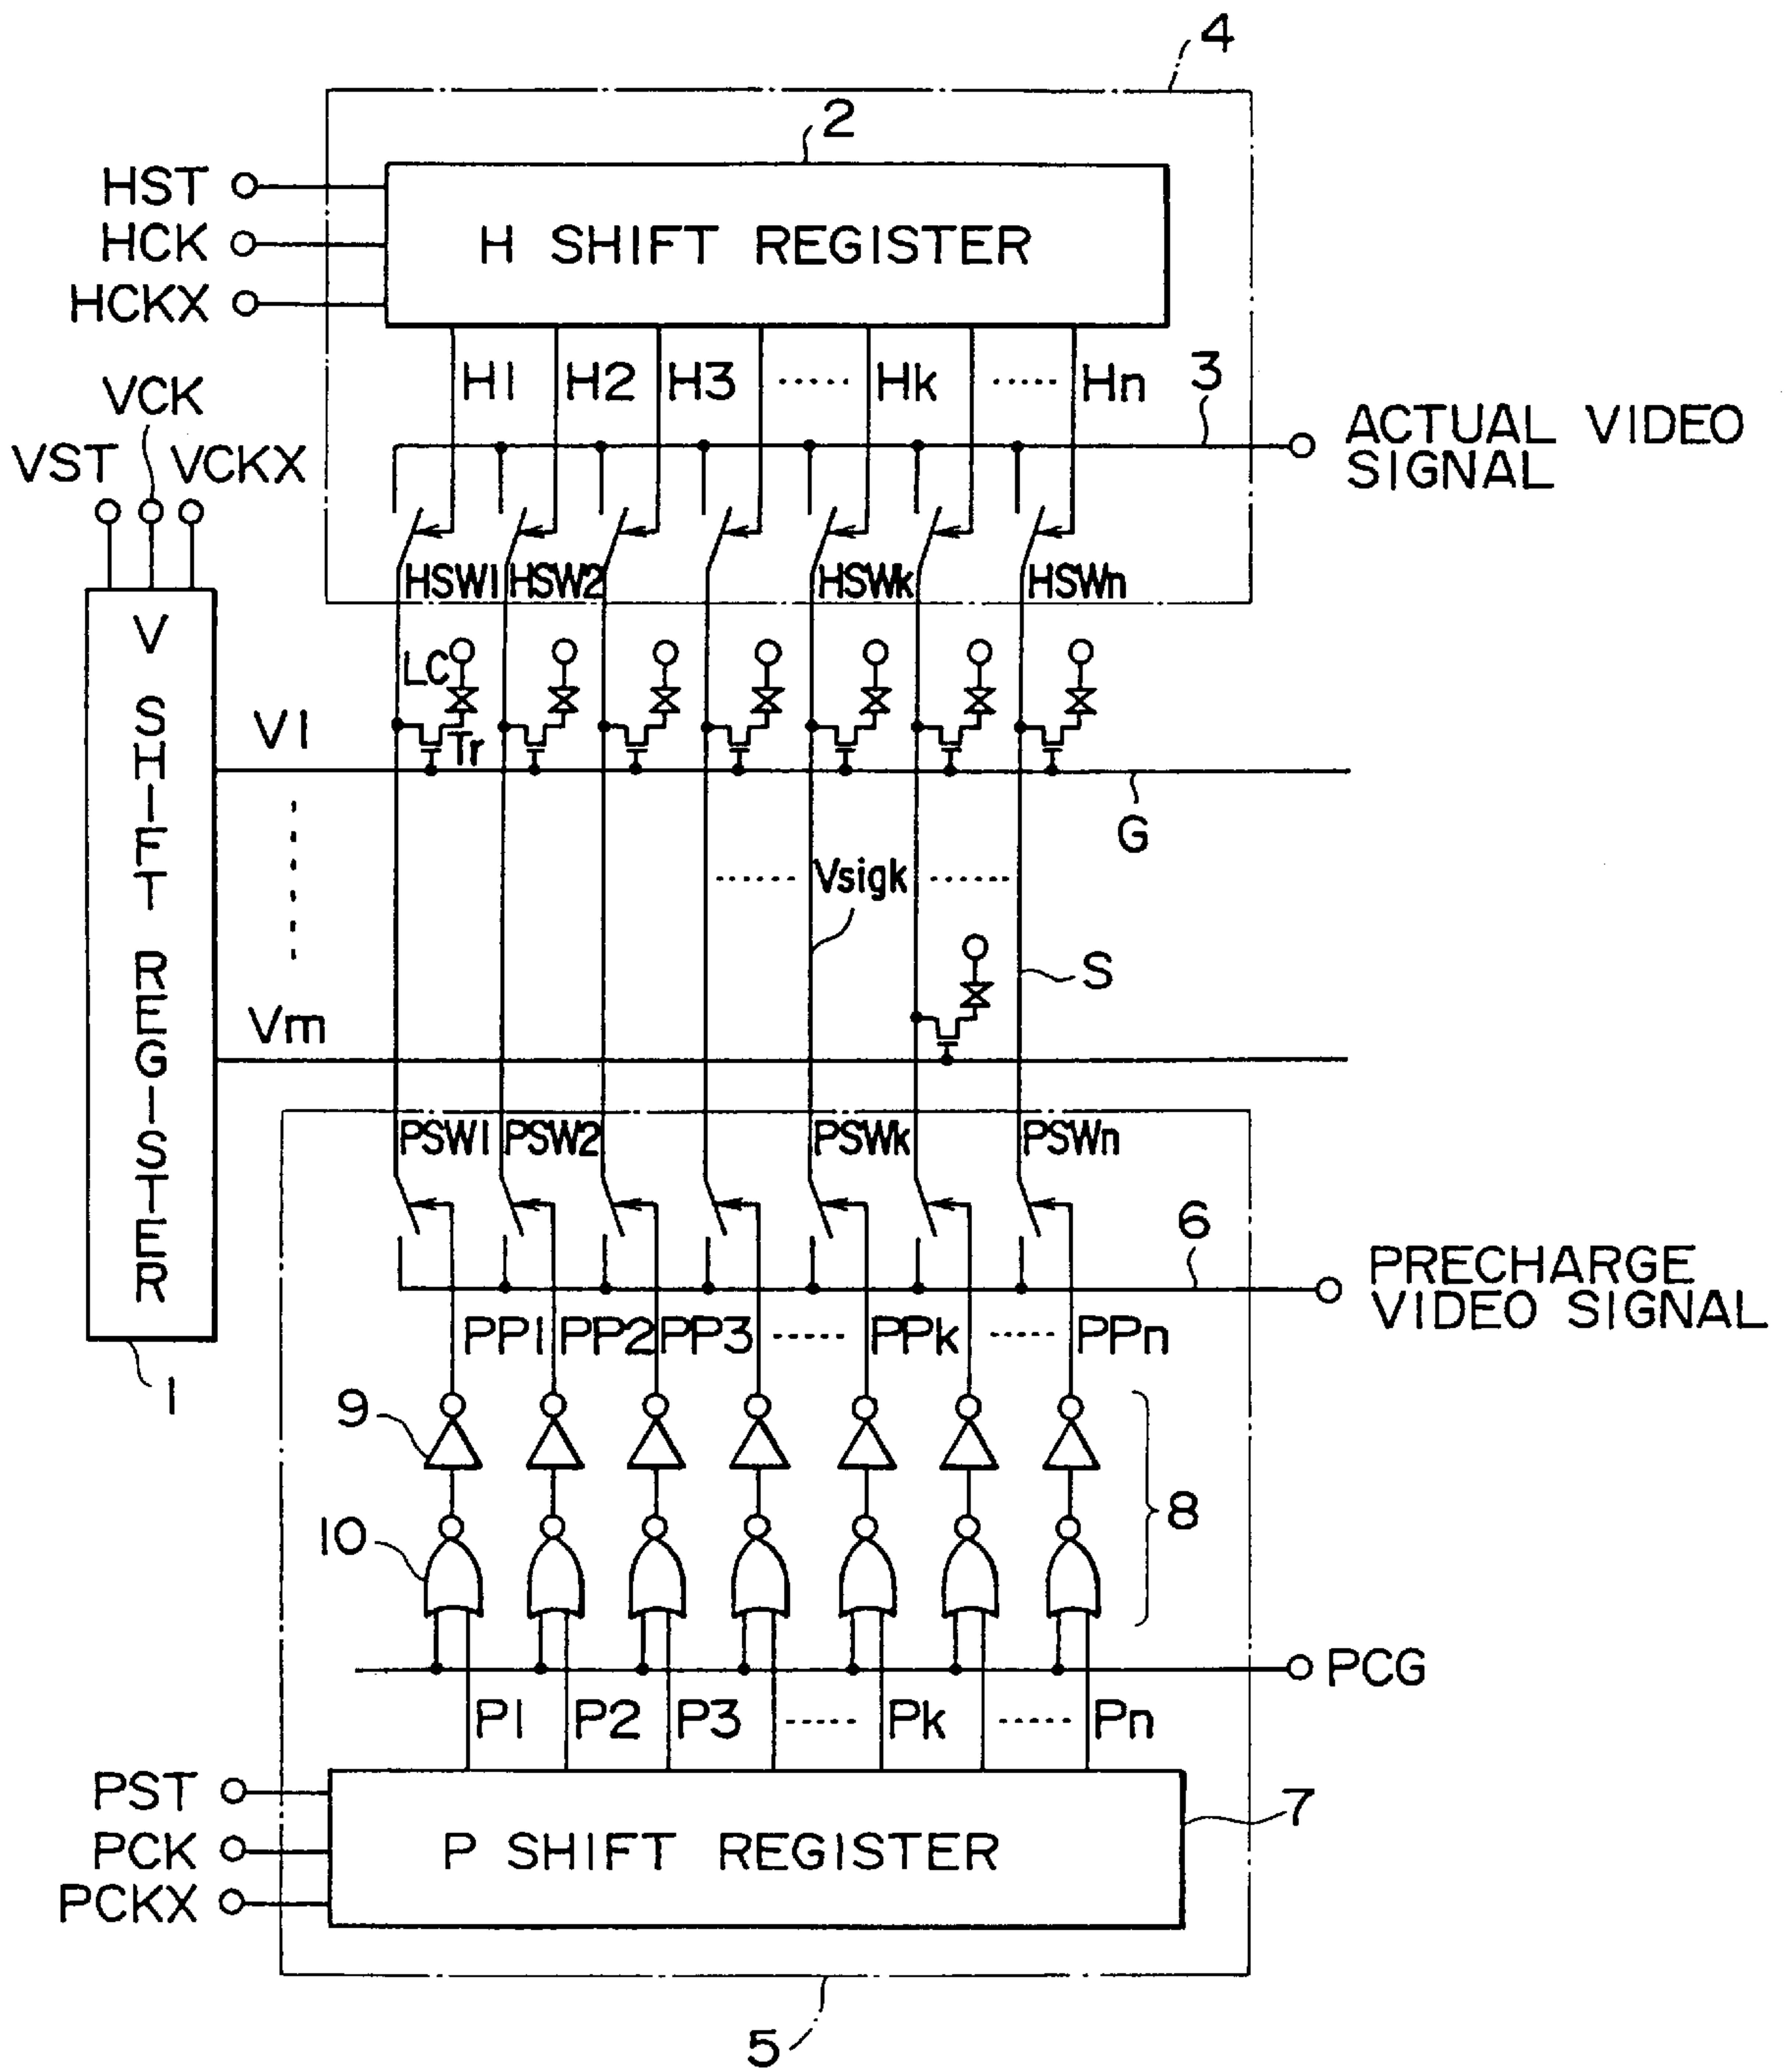 4
2
HST
HCK
HCKX
H SHIFT REGISTER
H1 H2 H3 ..... Hk ..... Hn
3
ACTUAL VIDEO
SIGNAL
VCK
VST VCKX
HSW1 HSW2 HSWk HSWn
V SHIFT REGISTER
LC
V1
Tr
G
..... Vsigk .....
S
Vm
PSW1 PSW2 PSWk PSWn
6
PRECHARGE
VIDEO SIGNAL
PP1 PP2 PP3 ..... PPk ..... PPn
1
9
8
10
PCG
P1 P2 P3 ..... Pk ..... Pn
PST
PCK
PCKX
P SHIFT REGISTER
7
5